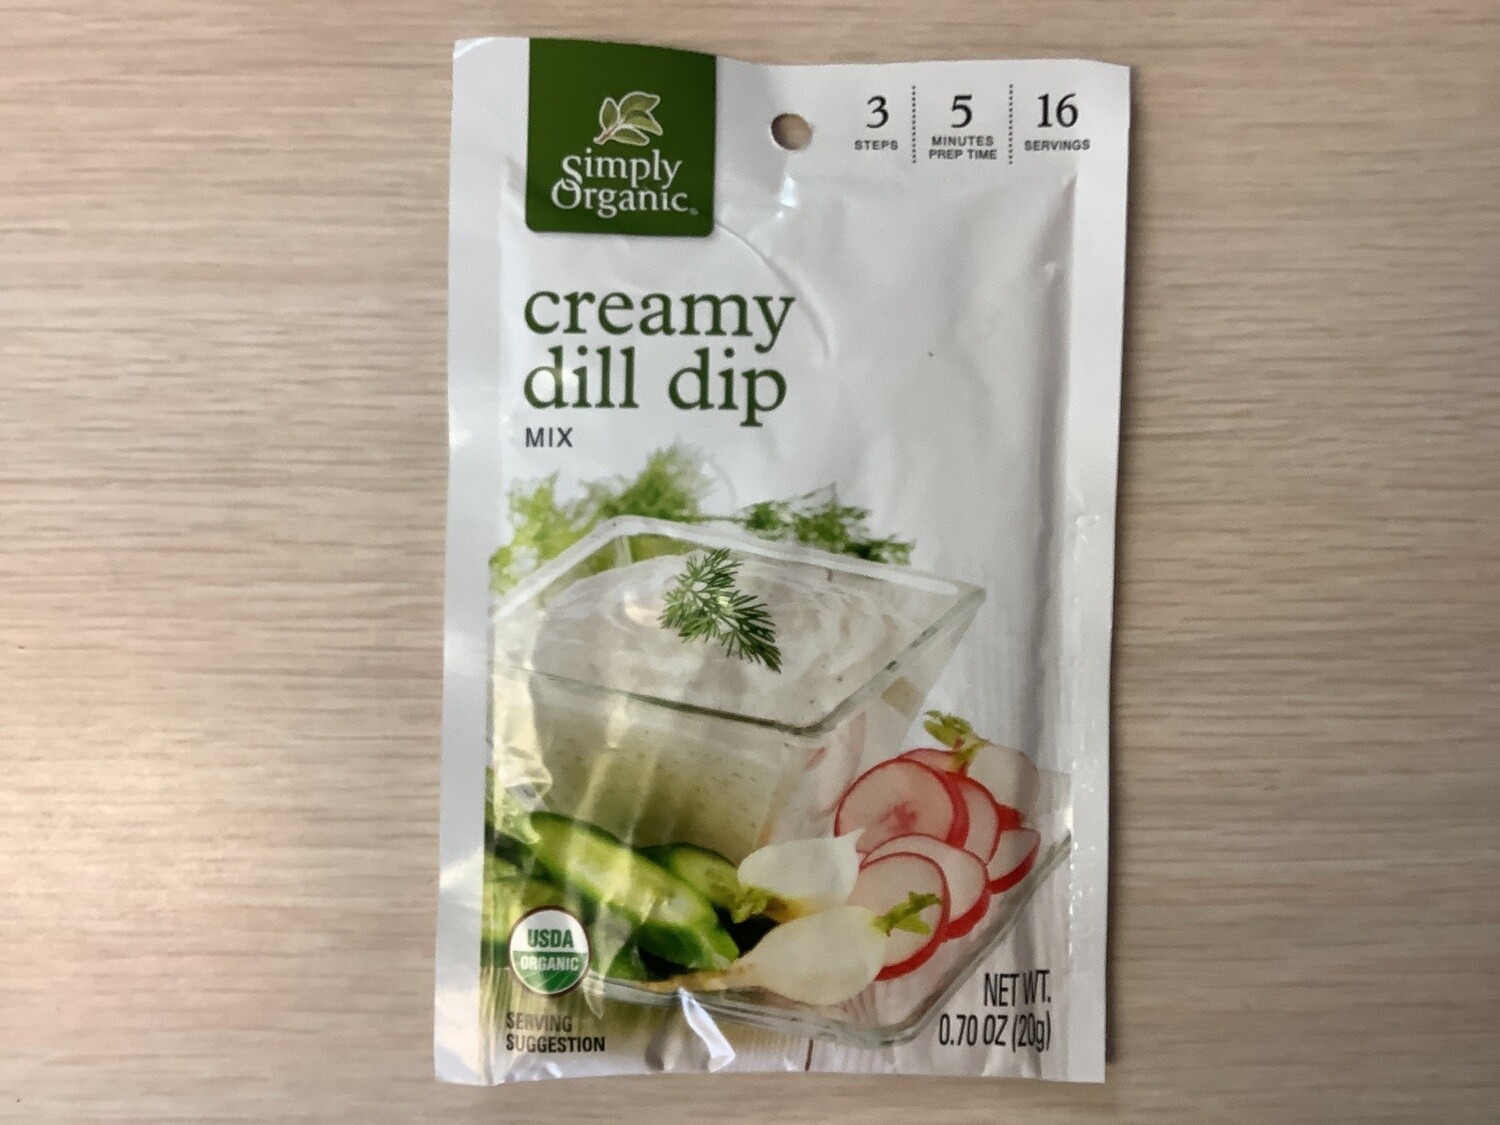 Simply
Organic®
3
STEPS
5
MINUTES
PREP TIME
16
SERVINGS
creamy
dill dip
MIX
USDA
ORGANIC
SERVING
SUGGESTION
NET WT.
0.70 OZ (20g)